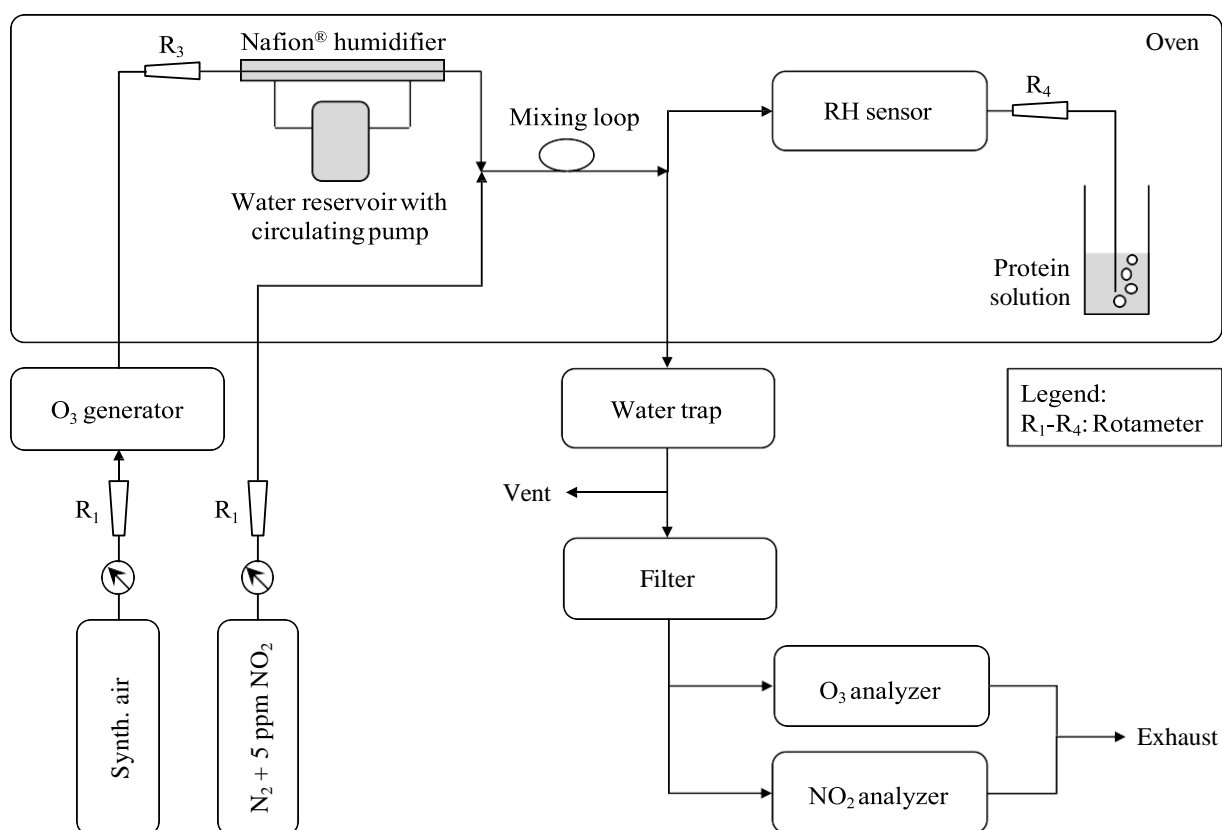 Oven
R₃
Nafion® humidifier
Mixing loop
RH sensor
R₄
Water reservoir with
circulating pump
Protein
solution
O₃ generator
Water trap
Legend:
R₁-R₄: Rotameter
Vent
R₁
R₁
Filter
Synth. air
N₂ + 5 ppm NO₂
O₃ analyzer
Exhaust
NO₂ analyzer